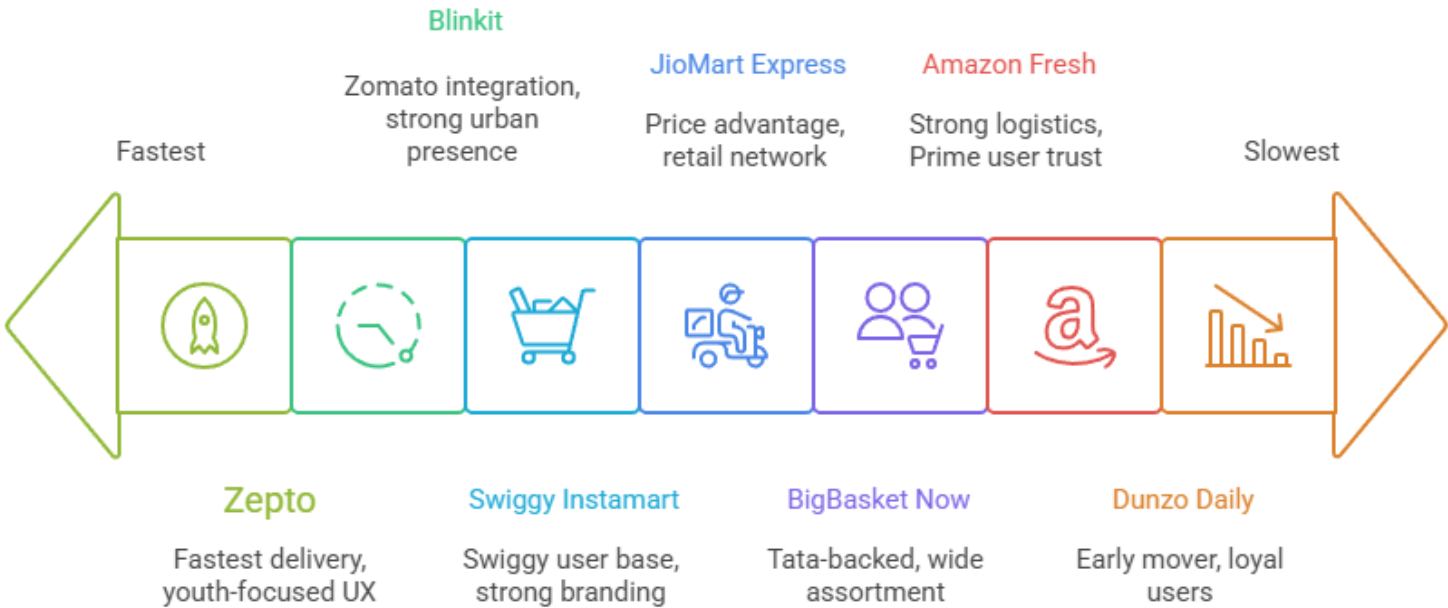 Blinkit
Zomato integration,
strong urban
presence
JioMart Express
Price advantage,
retail network
Amazon Fresh
Strong logistics,
Prime user trust
Fastest
Slowest
a
Zepto
Fastest delivery,
youth-focused UX
Swiggy Instamart
Swiggy user base,
strong branding
BigBasket Now
Tata-backed, wide
assortment
Dunzo Daily
Early mover, loyal
users